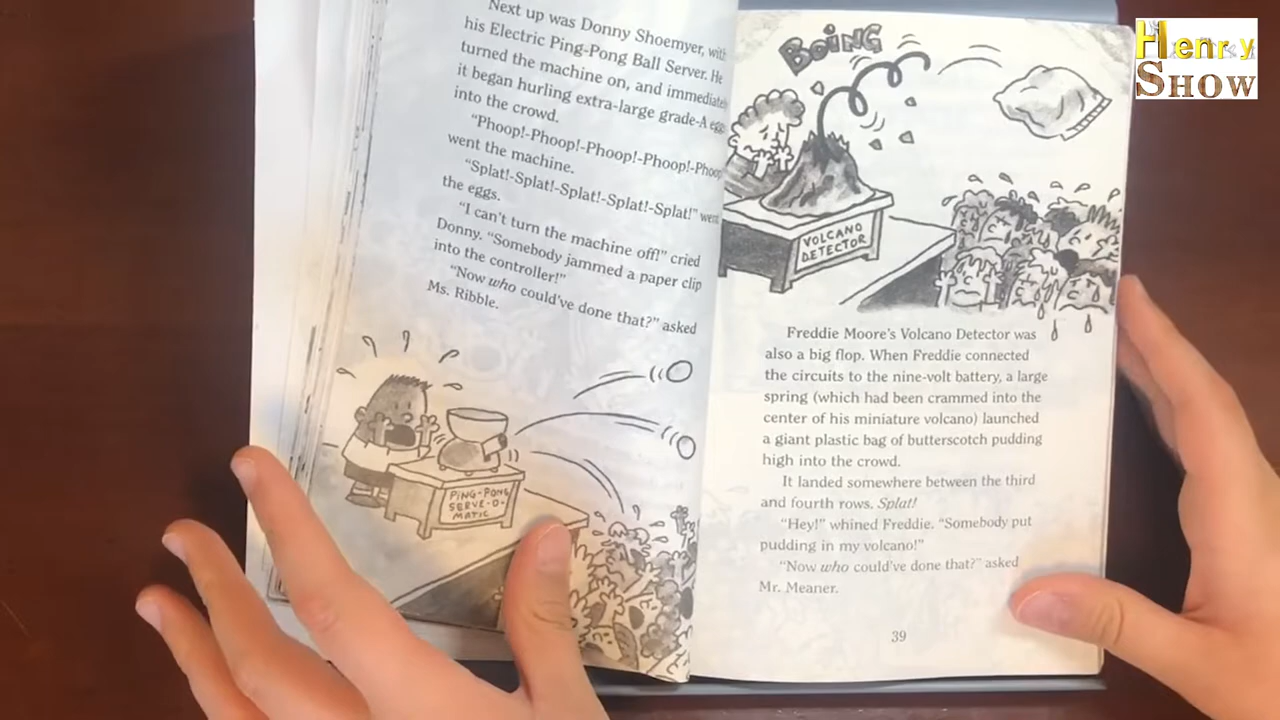 Next up was Donny Shoemyer, with
his Electric Ping-Pong Ball Server. He
turned the machine on, and immediately
it began hurling extra-large grade-A eggs
into the crowd.
“Phoop!-Phoop!-Phoop!-Phoop!-Phoop
went the machine.
“Splat!-Splat!-Splat!-Splat!-Splat!” went
the eggs.
“I can’t turn the machine off!” cried
Donny. “Somebody jammed a paper clip
into the controller!”
“Now who could’ve done that?” asked
Ms. Ribble.
PING-PONG
SERVE-O-
MATIC
BOING
VOLCANO
DETECTOR
Freddie Moore’s Volcano Detector was
also a big flop. When Freddie connected
the circuits to the nine-volt battery, a large
spring (which had been crammed into the
center of his miniature volcano) launched
a giant plastic bag of butterscotch pudding
high into the crowd.
It landed somewhere between the third
and fourth rows. Splat!
“Hey!” whined Freddie. “Somebody put
pudding in my volcano!”
“Now who could’ve done that?” asked
Mr. Meaner.
39
Henry
SHOW